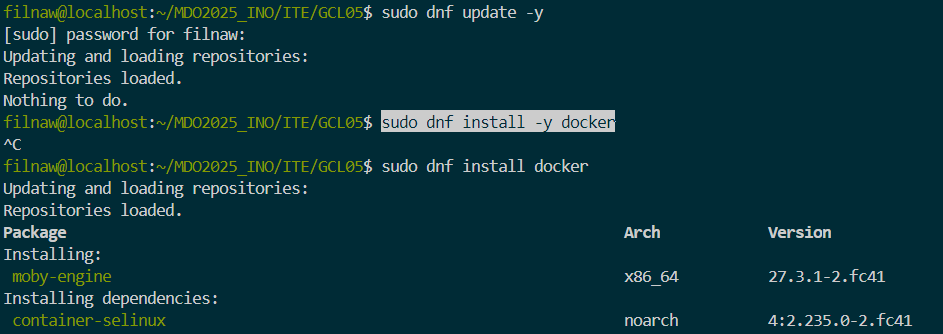 filnaw@localhost:~/MDO2025_INO/ITE/GCL05$ sudo dnf update -y
[sudo] password for filnaw:
Updating and loading repositories:
Repositories loaded.
Nothing to do.
filnaw@localhost:~/MDO2025_INO/ITE/GCL05$ sudo dnf install -y docker
^C
filnaw@localhost:~/MDO2025_INO/ITE/GCL05$ sudo dnf install docker
Updating and loading repositories:
Repositories loaded.
Package Arch Version
Installing:
moby-engine x86_64 27.3.1-2.fc41
Installing dependencies:
container-selinux noarch 4:2.235.0-2.fc41